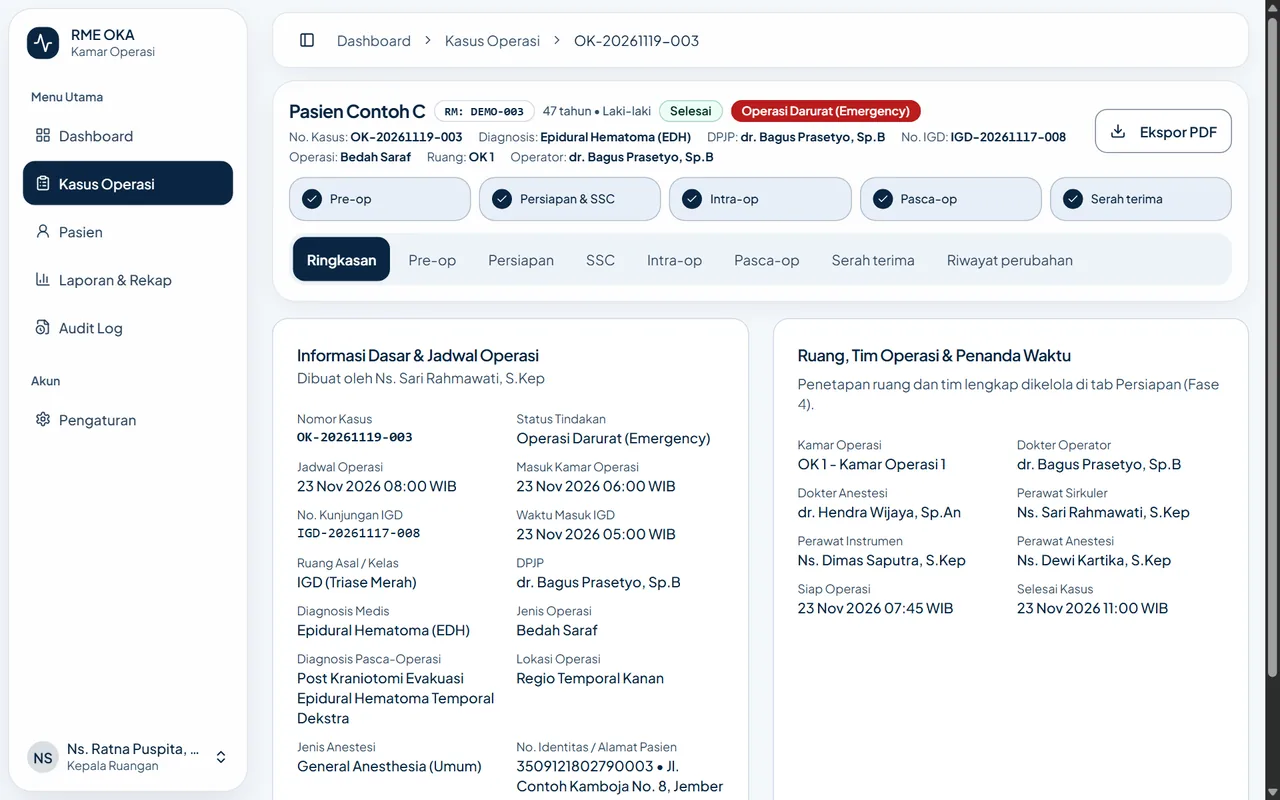 RME OKA
Kamar Operasi
Menu Utama
Dashboard
Kasus Operasi
Pasien
Laporan & Rekap
Audit Log
Akun
Pengaturan
NS
Ns. Ratna Puspita, ...
Kepala Ruangan
Dashboard > Kasus Operasi > OK-20261119-003
Pasien Contoh C RM: DEMO-003 47 tahun • Laki-laki Selesai Operasi Darurat (Emergency)
No. Kasus: OK-20261119-003 Diagnosis: Epidural Hematoma (EDH) DPJP: dr. Bagus Prasetyo, Sp.B No. IGD: IGD-20261117-008
Operasi: Bedah Saraf Ruang: OK 1 Operator: dr. Bagus Prasetyo, Sp.B
Ekspor PDF
Pre-op Persiapan & SSC Intra-op Pasca-op Serah terima
Ringkasan Pre-op Persiapan SSC Intra-op Pasca-op Serah terima Riwayat perubahan
Informasi Dasar & Jadwal Operasi
Dibuat oleh Ns. Sari Rahmawati, S.Kep
Nomor Kasus
OK-20261119-003
Status Tindakan
Operasi Darurat (Emergency)
Jadwal Operasi
23 Nov 2026 08:00 WIB
Masuk Kamar Operasi
23 Nov 2026 06:00 WIB
No. Kunjungan IGD
IGD-20261117-008
Waktu Masuk IGD
23 Nov 2026 05:00 WIB
Ruang Asal / Kelas
IGD (Triase Merah)
DPJP
dr. Bagus Prasetyo, Sp.B
Diagnosis Medis
Epidural Hematoma (EDH)
Jenis Operasi
Bedah Saraf
Diagnosis Pasca-Operasi
Post Kraniotomi Evakuasi
Epidural Hematoma Temporal
Dekstra
Lokasi Operasi
Regio Temporal Kanan
Jenis Anestesi
General Anesthesia (Umum)
No. Identitas / Alamat Pasien
3509121802790003 • Jl.
Contoh Kamboja No. 8, Jember
Ruang, Tim Operasi & Penanda Waktu
Penetapan ruang dan tim lengkap dikelola di tab Persiapan (Fase
4).
Kamar Operasi
OK 1 - Kamar Operasi 1
Dokter Operator
dr. Bagus Prasetyo, Sp.B
Dokter Anestesi
dr. Hendra Wijaya, Sp.An
Perawat Sirkuler
Ns. Sari Rahmawati, S.Kep
Perawat Instrumen
Ns. Dimas Saputra, S.Kep
Perawat Anestesi
Ns. Dewi Kartika, S.Kep
Siap Operasi
23 Nov 2026 07:45 WIB
Selesai Kasus
23 Nov 2026 11:00 WIB